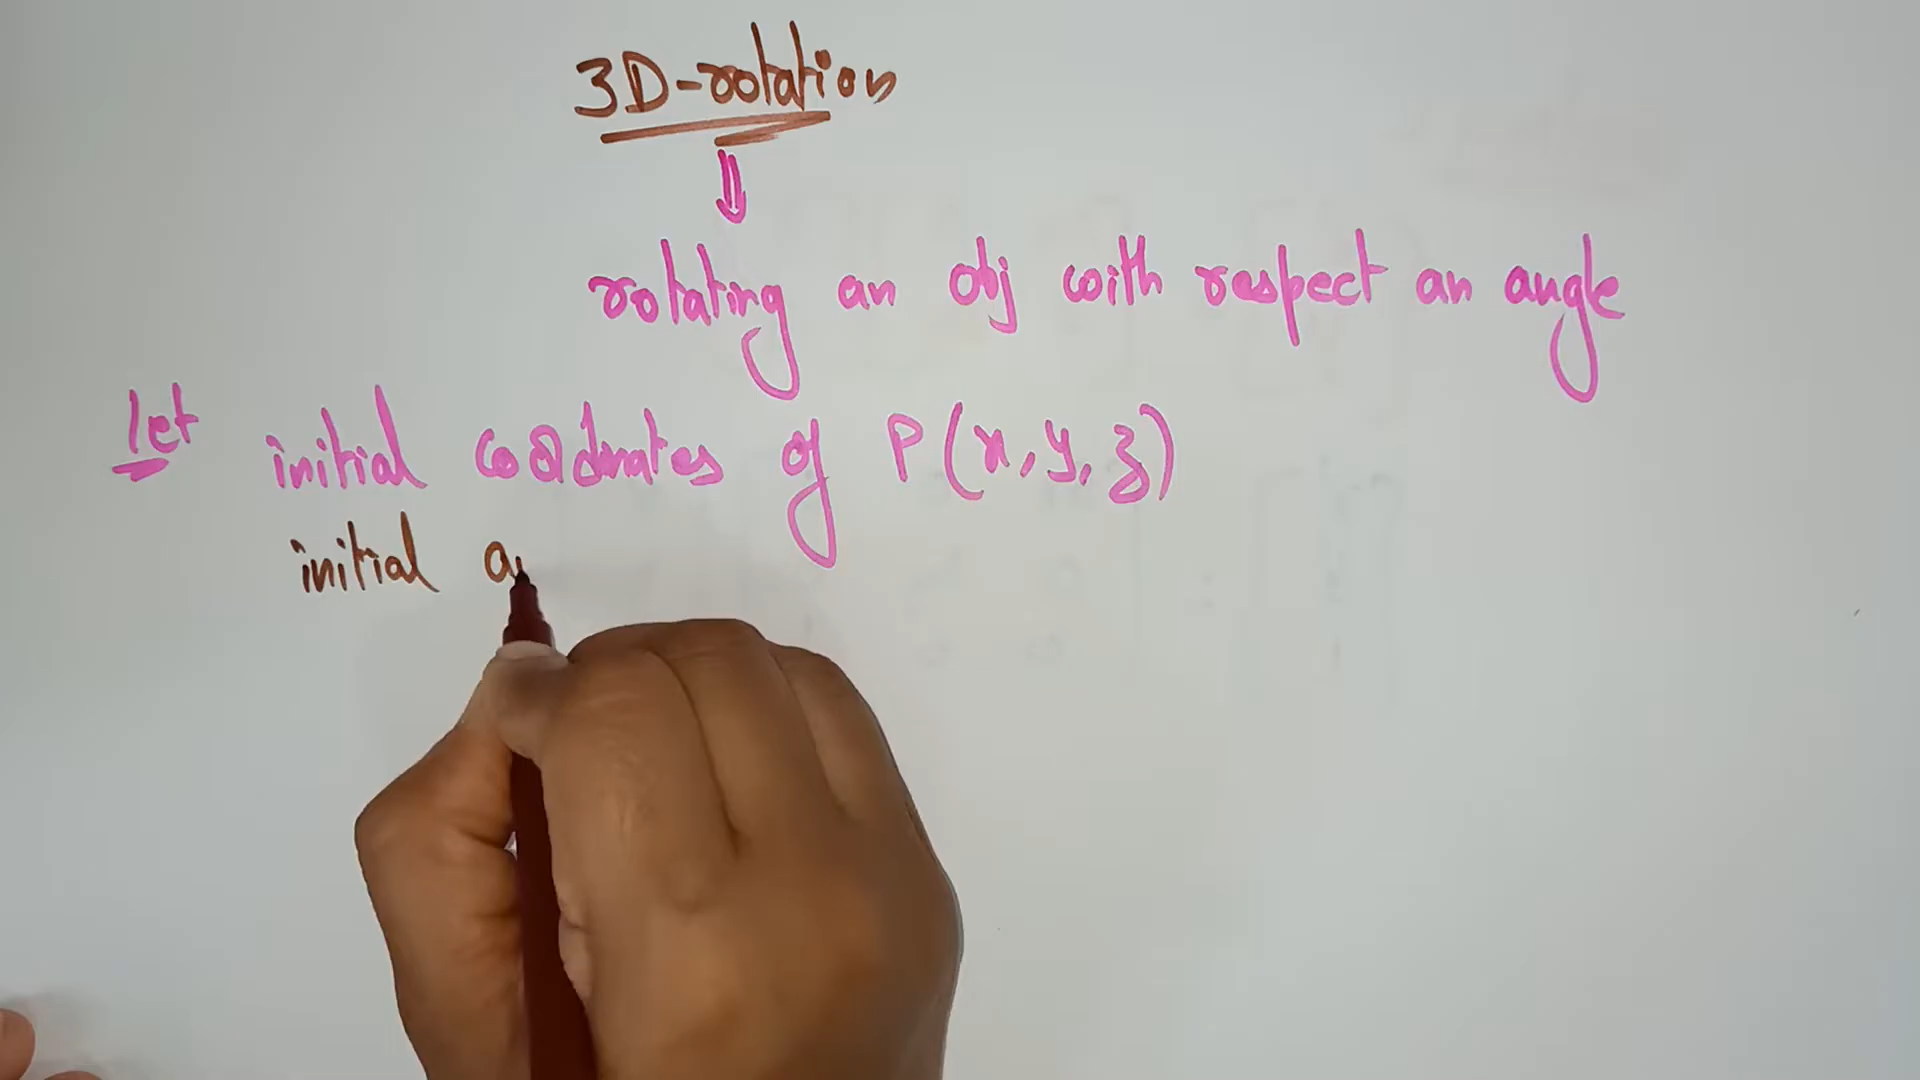 3D-rotation
rotating an obj with respect an angle
let initial coordinates of P(x, y, z)
initial a